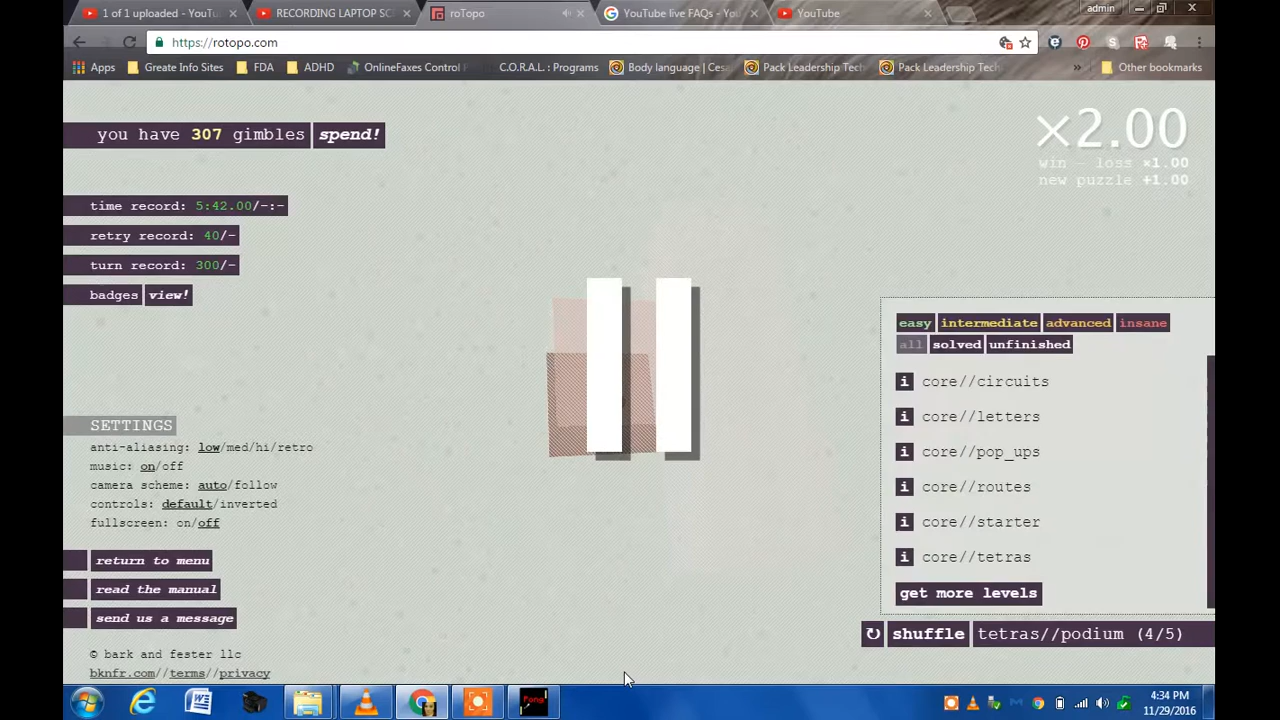 1 of 1 uploaded - YouTu
RECORDING LAPTOP SC
roTopo
YouTube live FAQs - You
YouTube
admin
https://rotopo.com
Apps
Greate Info Sites
FDA
ADHD
OnlineFaxes Control
C.O.R.A.L. : Programs
Body language | Cesa
Pack Leadership Tech
Pack Leadership Tech
»
Other bookmarks
you have 307 gimbles spend!
×2.00
win — loss ×1.00
new puzzle +1.00
time record: 5:42.00/-:-
retry record: 40/-
turn record: 300/-
badges view!
easy intermediate advanced insane
all solved unfinished
i core//circuits
i core//letters
i core//pop_ups
i core//routes
i core//starter
i core//tetras
get more levels
↻ shuffle tetras//podium (4/5)
SETTINGS
anti-aliasing: low/med/hi/retro
music: on/off
camera scheme: auto/follow
controls: default/inverted
fullscreen: on/off
return to menu
read the manual
send us a message
© bark and fester llc
bknfr.com//terms//privacy
Pong
4:34 PM
11/29/2016